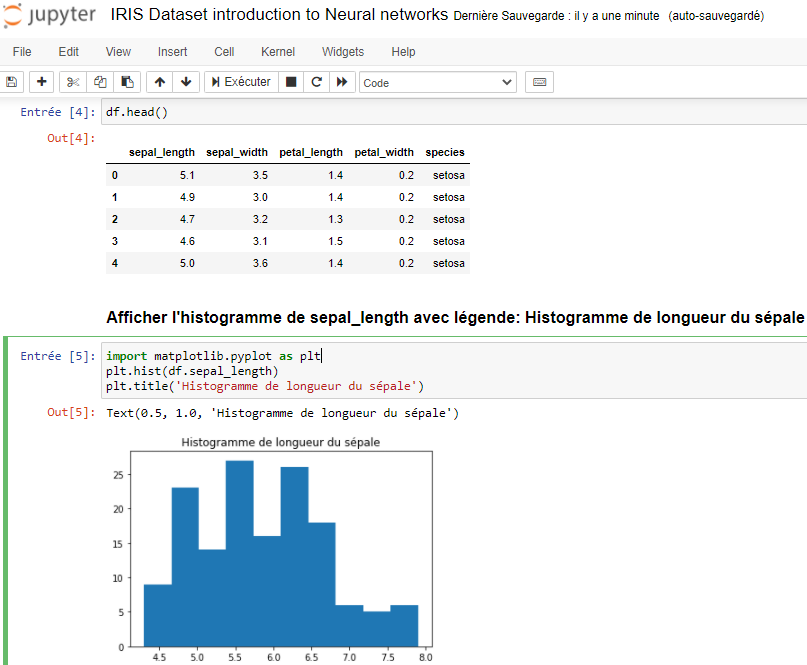 jupyter IRIS Dataset introduction to Neural networks Dernière Sauvegarde : il y a une minute (auto-sauvegardé)
File Edit View Insert Cell Kernel Widgets Help
Exécuter Code
Entrée [4]: df.head()
Out[4]:
sepal_length sepal_width petal_length petal_width species
0 5.1 3.5 1.4 0.2 setosa
1 4.9 3.0 1.4 0.2 setosa
2 4.7 3.2 1.3 0.2 setosa
3 4.6 3.1 1.5 0.2 setosa
4 5.0 3.6 1.4 0.2 setosa
Afficher l'histogramme de sepal_length avec légende: Histogramme de longueur du sépale
Entrée [5]: import matplotlib.pyplot as plt
plt.hist(df.sepal_length)
plt.title('Histogramme de longueur du sépale')
Out[5]: Text(0.5, 1.0, 'Histogramme de longueur du sépale')
Histogramme de longueur du sépale
25
20
15
10
5
0
4.5 5.0 5.5 6.0 6.5 7.0 7.5 8.0